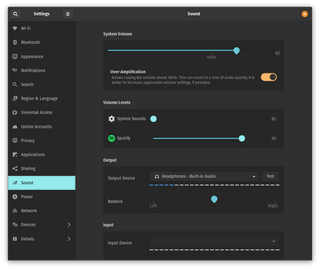 Settings
Sound
Wi-Fi
Bluetooth
Appearance
Notifications
Search
Region & Language
Universal Access
Online Accounts
Privacy
Applications
Sharing
Sound
Power
Network
Devices
Details
System Volume
100%
Over-Amplification
Allows raising the volume above 100%. This can result in a loss of audio quality; it is
better to increase application volume settings, if possible.
Volume Levels
System Sounds
Spotify
Output
Output Device
Headphones - Built-in Audio
Test
Balance
Left
Right
Input
Input Device